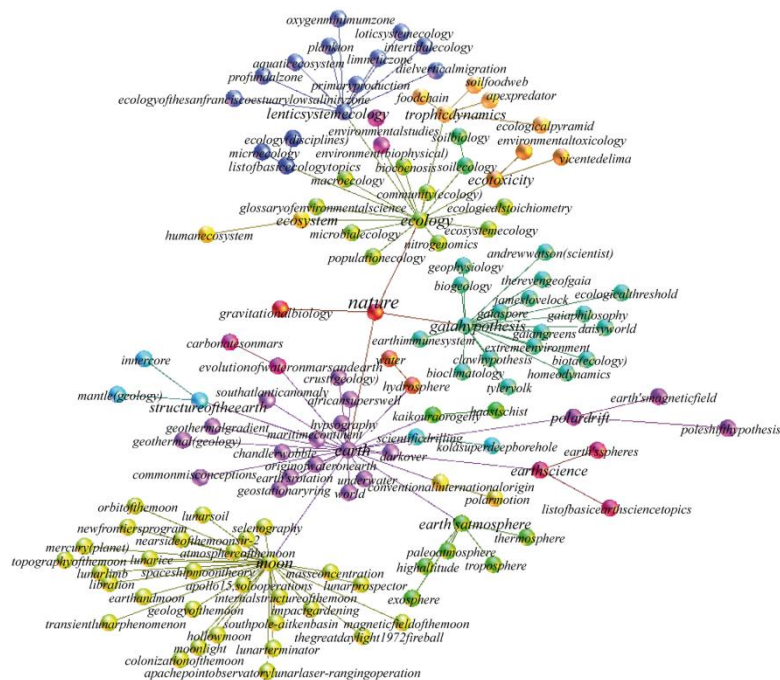 oxygenminimumzone
loticsystemecology
plankton
intertidalecology
aquaticecosystem
limneticzone
profundalzone
dielverticalmigration
primaryproduction
soilfoodweb
ecologyofthesanfranciscoestuarylowsalinityzone
foodchain
apexpredator
lenticsystemecology
trophicdynamics
environmentalstudies
ecologicalpyramid
ecology(disciplines)
soilbiology
environmentaltoxicology
microecology
environment(biophysical)
listofbasicecologytopics
biocoenosis
soilecology
vicentedelima
macroecology
ecotoxicity
community(ecology)
glossaryofenvironmentalscience
ecologicalstoichiometry
ecosystem
ecology
humanecosystem
microbialecology
ecosystemecology
nitrogenomics
populationecology
andrewwatson(scientist)
geophysiology
therevengeofgaia
biogeology
jameslovelock
ecologicalthreshold
nature
gaiaspore
gravitationalbiology
gaiahypothesis
gaiaphilosophy
gaiangreens
daisyworld
carbonatesonmars
earthimmunesystem
extremeenvironment
innercore
water
clawhypothesis
biota(ecology)
evolutionofwateronmarsandearth
bioclimatology
homeodynamics
crust(geology)
hydrosphere
tylervolk
mantle(geology)
southatlanticanomaly
africansuperswell
earth'smagneticfield
structureoftheearth
kaikouraorogeny
haastschist
polardrift
geothermalgradient
hypsography
maritimecontinent
scientificdrilling
poleshifthypothesis
geothermal(geology)
earth
kolasuperdeepborehole
earth'sspheres
chandlerwobble
darkover
originofwateronearth
earthscience
commonmisconceptions
earth'srotation
underwater
conventionalinternationalorigin
geostationaryring
world
polarmotion
listofbasicearthsciencetopics
orbitofthemoon
lunarsoil
selenography
earth'satmosphere
newfrontiersprogram
thermosphere
nearsideofthemoon
sir-2
paleoatmosphere
mercury(planet)
atmosphereofthemoon
topographyofthemoon
lunarice
moon
highaltitude
troposphere
lunarlimb
spaceshipmoontheory
massconcentration
libration
apollo15,solooperations
lunarprospector
exosphere
earthandmoon
internalstructureofthemoon
geologyofthemoon
impactgardening
transientlunarphenomenon
southpole-aitkenbasin
magneticfieldofthemoon
hollowmoon
thegreatdaylight1972fireball
moonlight
lunarterminator
colonizationofthemoon
apachepointobservatorylunarlaser-rangingoperation